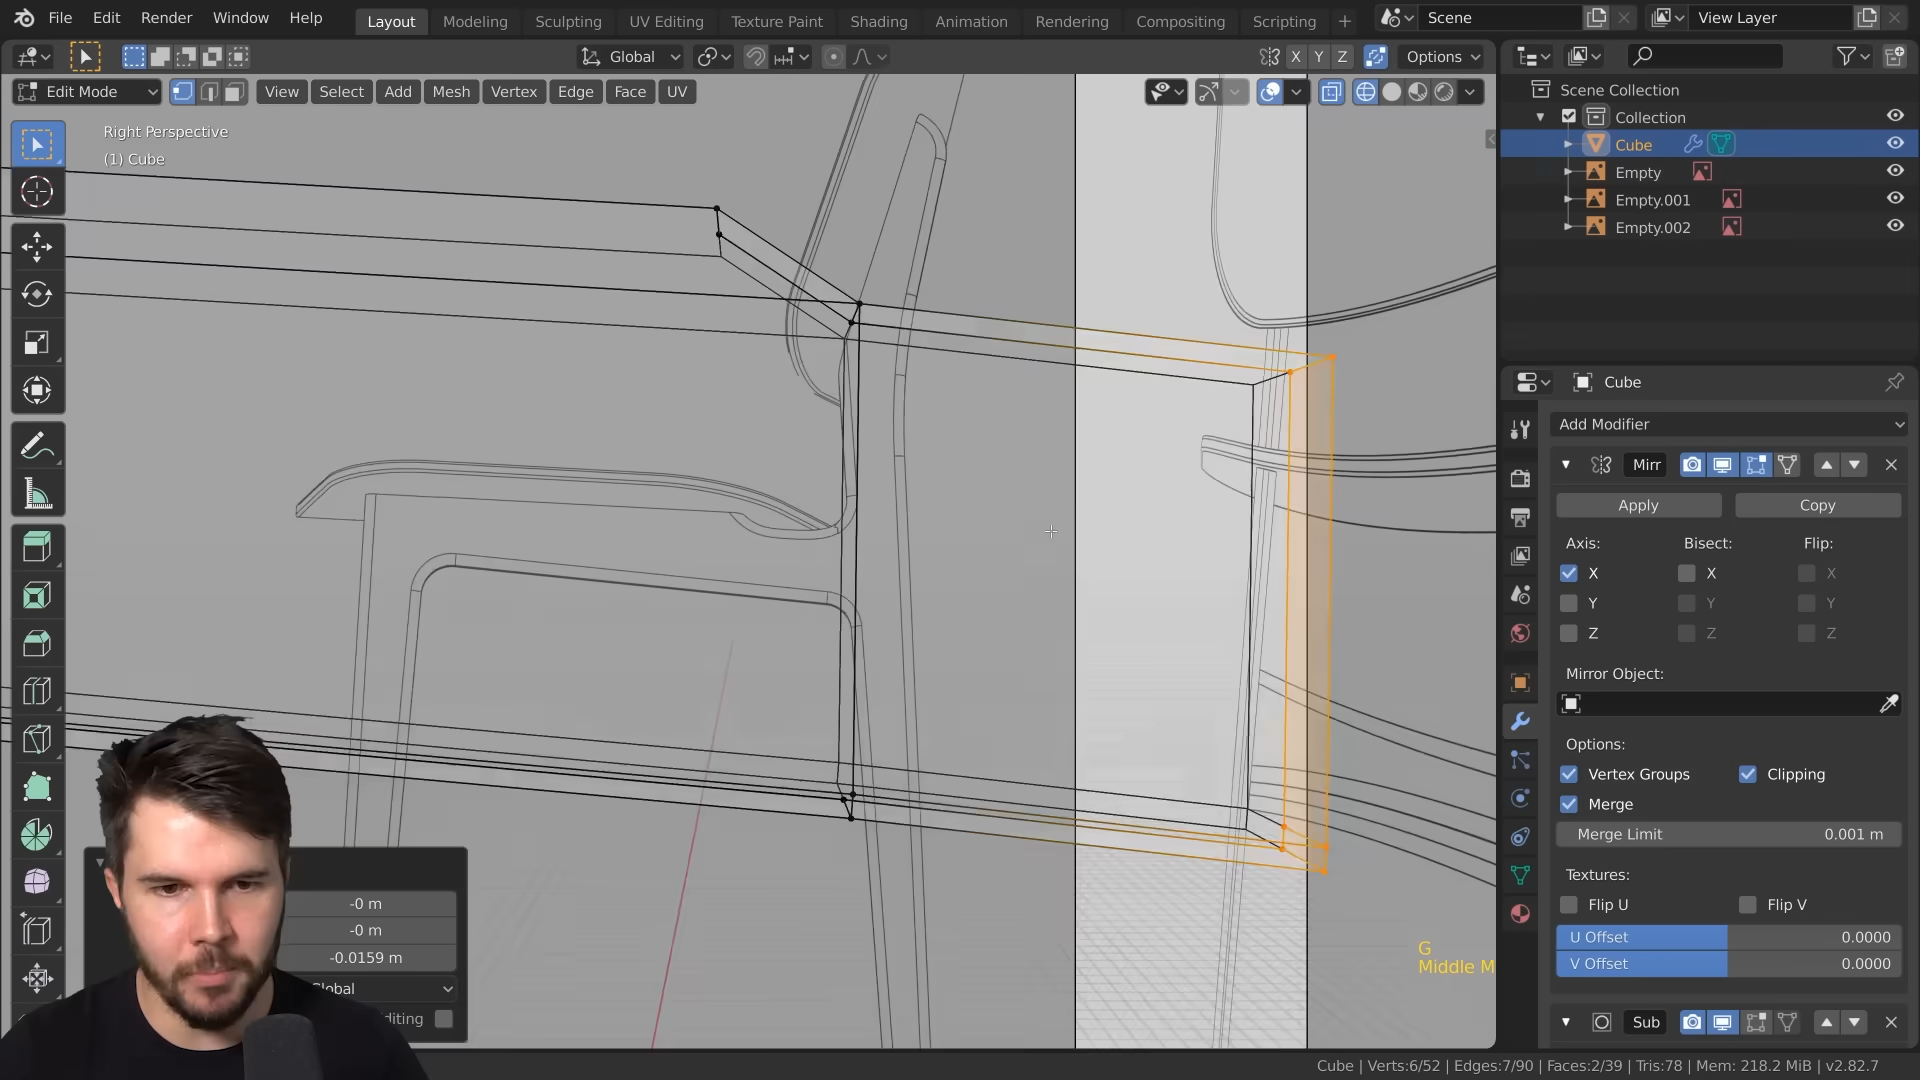 File Edit Render Window Help
Layout Modeling Sculpting UV Editing Texture Paint Shading Animation Rendering Compositing Scripting +
Scene
View Layer
Global
X Y Z
Options
Edit Mode
View Select Add Mesh Vertex Edge Face UV
Right Perspective
(1) Cube
Scene Collection
Collection
Cube
Empty
Empty.001
Empty.002
Cube
Add Modifier
Mirr
Apply Copy
Axis: Bisect: Flip:
X X X
Y Y Y
Z Z Z
Mirror Object:
Options:
Vertex Groups Clipping
Merge
Merge Limit 0.001 m
Textures:
Flip U Flip V
U Offset 0.0000
V Offset 0.0000
Sub
-0 m
-0 m
-0.0159 m
Global
diting
G
Middle M
Cube | Verts:6/52 | Edges:7/90 | Faces:2/39 | Tris:78 | Mem: 218.2 MiB | v2.82.7